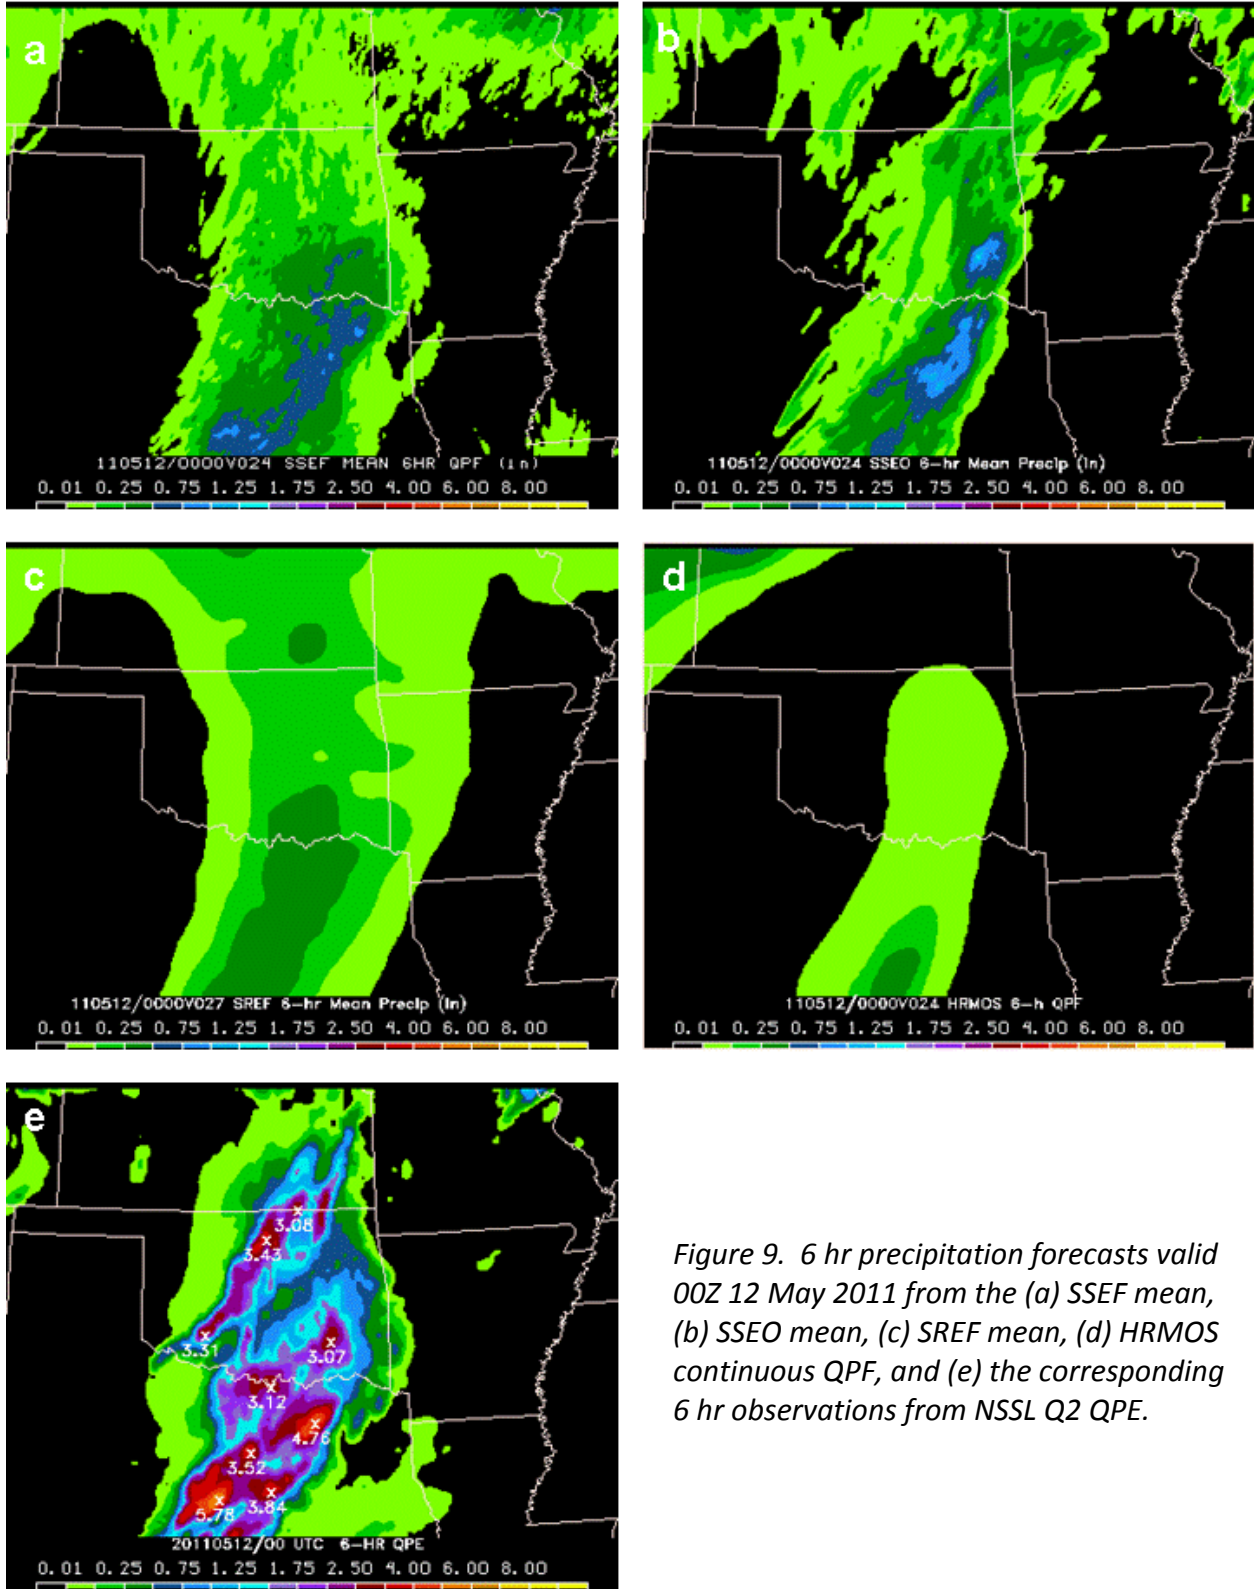 a
110512/0000V024 SSEF MEAN 6HR QPF (in)
0.01 0.25 0.75 1.25 1.75 2.50 4.00 6.00 8.00
b
110512/0000V024 SSEO 6-hr Mean Precip (in)
0.01 0.25 0.75 1.25 1.75 2.50 4.00 6.00 8.00
c
110512/0000V027 SREF 6-hr Mean Precip (in)
0.01 0.25 0.75 1.25 1.75 2.50 4.00 6.00 8.00
d
110512/0000V024 HRMOS 6-h QPF
0.01 0.25 0.75 1.25 1.75 2.50 4.00 6.00 8.00
e
3.08
3.43
3.31
3.07
3.12
4.76
3.52
3.84
5.78
20110512/00 UTC 6-HR QPE
0.01 0.25 0.75 1.25 1.75 2.50 4.00 6.00 8.00
Figure 9. 6 hr precipitation forecasts valid
00Z 12 May 2011 from the (a) SSEF mean,
(b) SSEO mean, (c) SREF mean, (d) HRMOS
continuous QPF, and (e) the corresponding
6 hr observations from NSSL Q2 QPE.